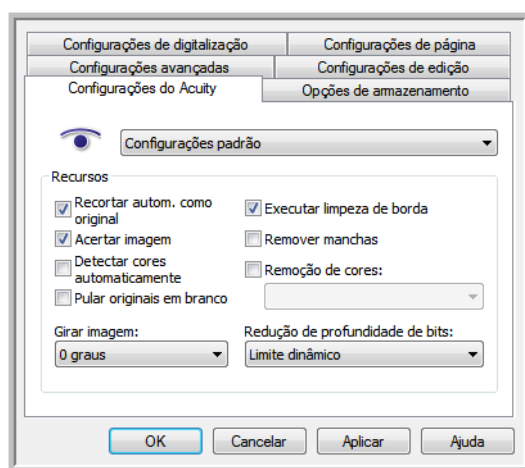 Configurações de digitalização
Configurações de página
Configurações avançadas
Configurações de edição
Configurações do Acuity
Opções de armazenamento
Configurações padrão
Recursos
Recortar autom. como
original
Executar limpeza de borda
Acertar imagem
Remover manchas
Detectar cores
automaticamente
Remoção de cores:
Pular originais em branco
Girar imagem:
Redução de profundidade de bits:
0 graus
Limite dinâmico
OK
Cancelar
Aplicar
Ajuda